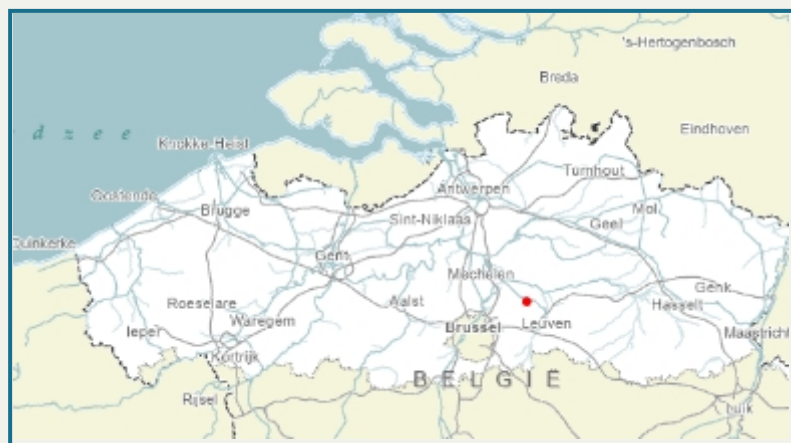 's-Hertogenbosch
Breda
d z e e
Eindhoven
Knokke-Heist
Turnhout
Oostende
Antwerpen
Mol
Brugge
Sint-Niklaas
Geel
Duinkerke
Gent
Mechelen
Genk
Roeselare
Aalst
Hasselt
Ieper
Waregem
Brussel
Leuven
Maastricht
Kortrijk
BELGIË
Rijsel
Luik